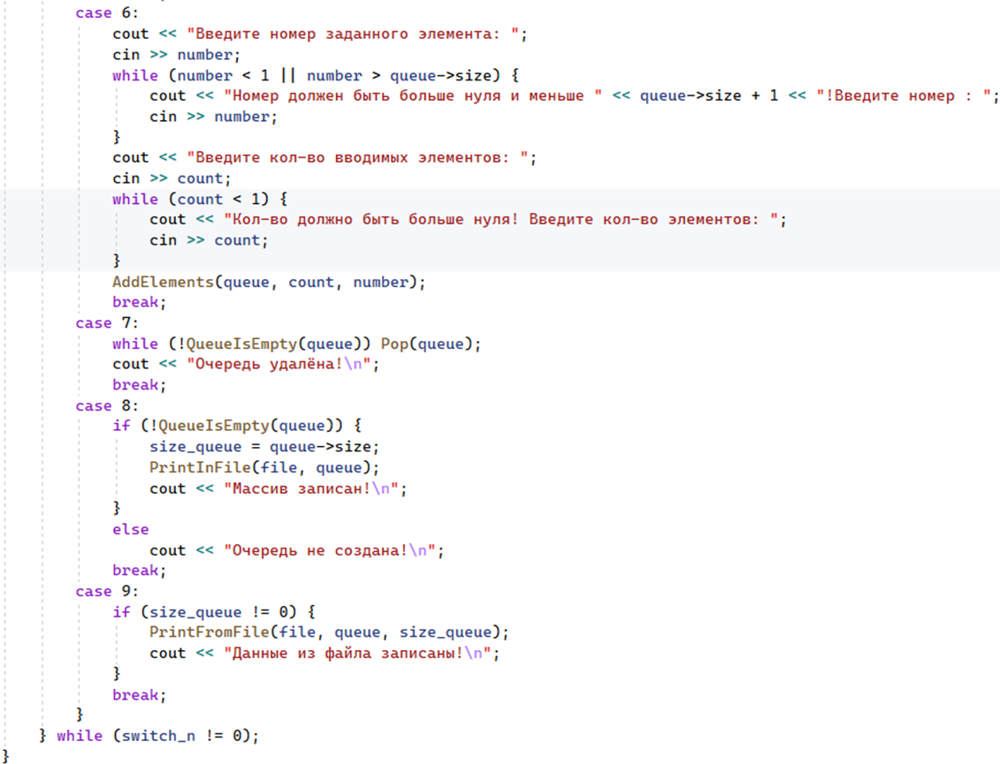 case 6:
cout << "Введите номер заданного элемента: ";
cin >> number;
while (number < 1 || number > queue->size) {
cout << "Номер должен быть больше нуля и меньше " << queue->size + 1 << "!Введите номер : ";
cin >> number;
}
cout << "Введите кол-во вводимых элементов: ";
cin >> count;
while (count < 1) {
cout << "Кол-во должно быть больше нуля! Введите кол-во элементов: ";
cin >> count;
}
AddElements(queue, count, number);
break;
case 7:
while (!QueueIsEmpty(queue)) Pop(queue);
cout << "Очередь удалёна!\n";
break;
case 8:
if (!QueueIsEmpty(queue)) {
size_queue = queue->size;
PrintInFile(file, queue);
cout << "Массив записан!\n";
}
else
cout << "Очередь не создана!\n";
break;
case 9:
if (size_queue != 0) {
PrintFromFile(file, queue, size_queue);
cout << "Данные из файла записаны!\n";
}
break;
}
} while (switch_n != 0);
}